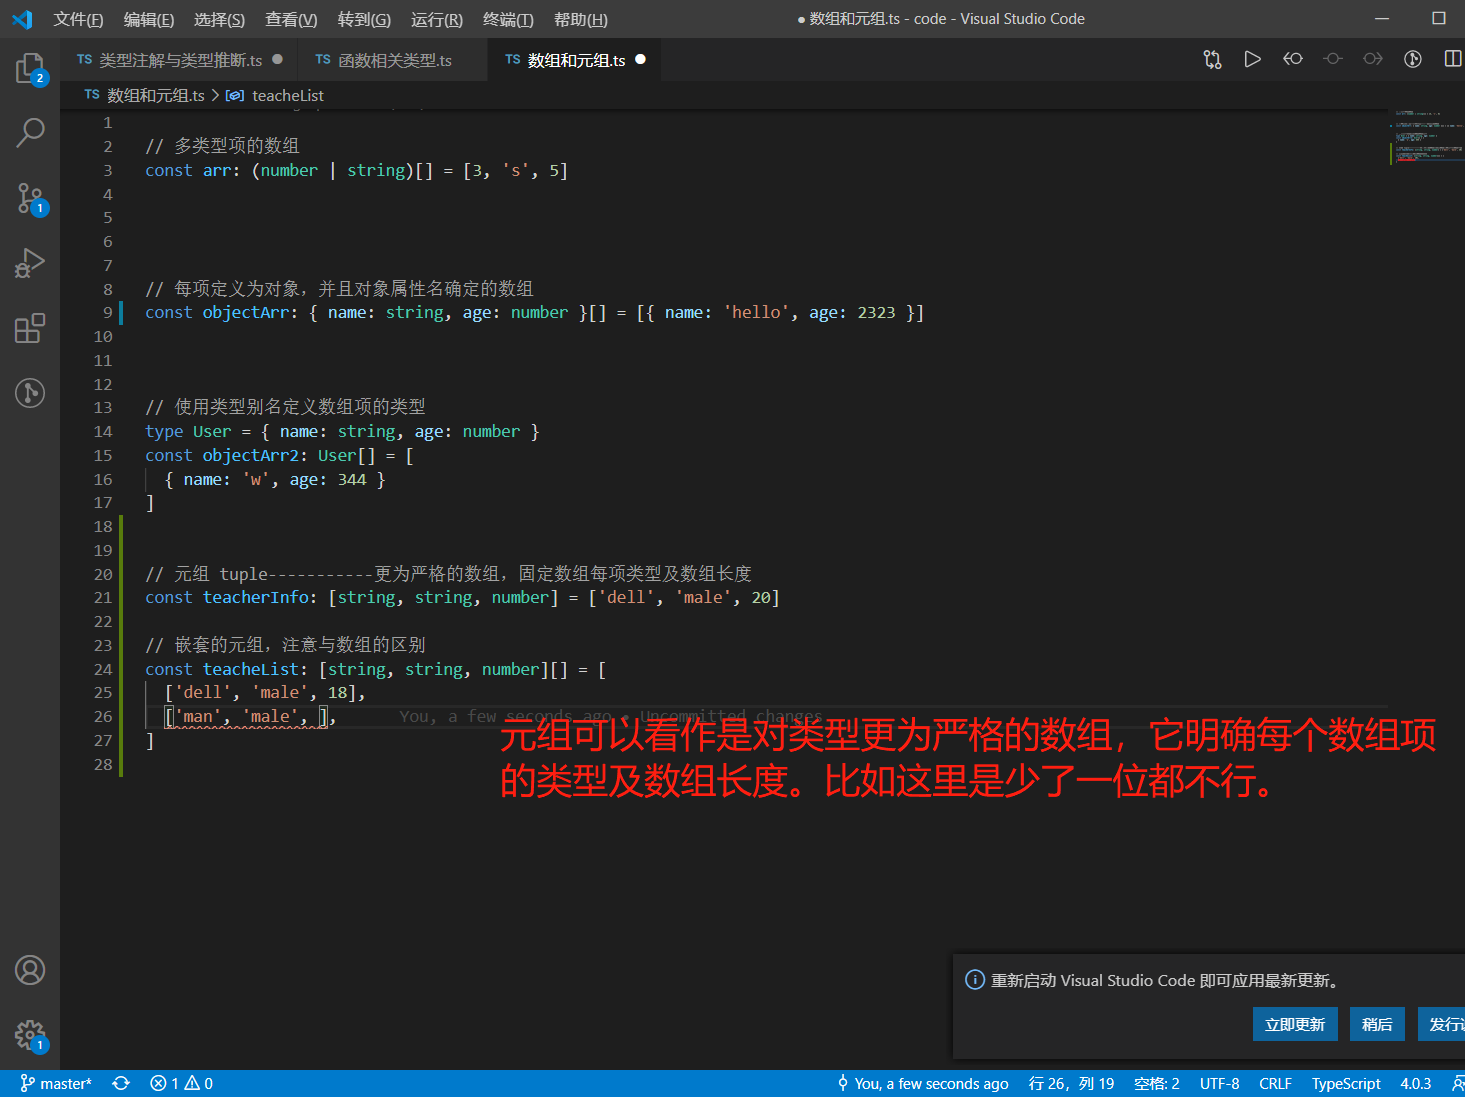 文件(F) 编辑(E) 选择(S) 查看(V) 转到(G) 运行(R) 终端(T) 帮助(H) ● 数组和元组.ts - code - Visual Studio Code
TS 类型注解与类型推断.ts ● TS 函数相关类型.ts TS 数组和元组.ts ●
2
TS 数组和元组.ts > teacheList
1
2 // 多类型项的数组
3 const arr: (number | string)[] = [3, 's', 5]
4
5
6
7
8 // 每项定义为对象，并且对象属性名确定的数组
9 const objectArr: { name: string, age: number }[] = [{ name: 'hello', age: 2323 }]
10
11
12
13 // 使用类型别名定义数组项的类型
14 type User = { name: string, age: number }
15 const objectArr2: User[] = [
16 { name: 'w', age: 344 }
17 ]
18
19
20 // 元组 tuple-----------更为严格的数组，固定数组每项类型及数组长度
21 const teacherInfo: [string, string, number] = ['dell', 'male', 20]
22
23 // 嵌套的元组，注意与数组的区别
24 const teacheList: [string, string, number][] = [
25 ['dell', 'male', 18],
26 ['man', 'male', ], You, a few seconds ago • Uncommitted changes
27 ]
28
元组可以看作是对类型更为严格的数组，它明确每个数组项
的类型及数组长度。比如这里是少了一位都不行。
1
重新启动 Visual Studio Code 即可应用最新更新。
立即更新 稍后 发行
1
master* 1 0 You, a few seconds ago 行 26，列 19 空格: 2 UTF-8 CRLF TypeScript 4.0.3